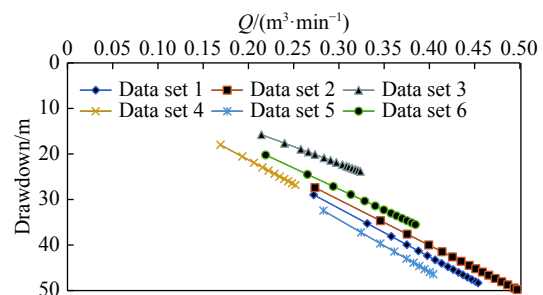 Q/(m³·min⁻¹)
0 0.05 0.10 0.15 0.20 0.25 0.30 0.35 0.40 0.45 0.50
0
Data set 1 Data set 2 Data set 3
10
Data set 4 Data set 5 Data set 6
20
30
40
50
Drawdown/m